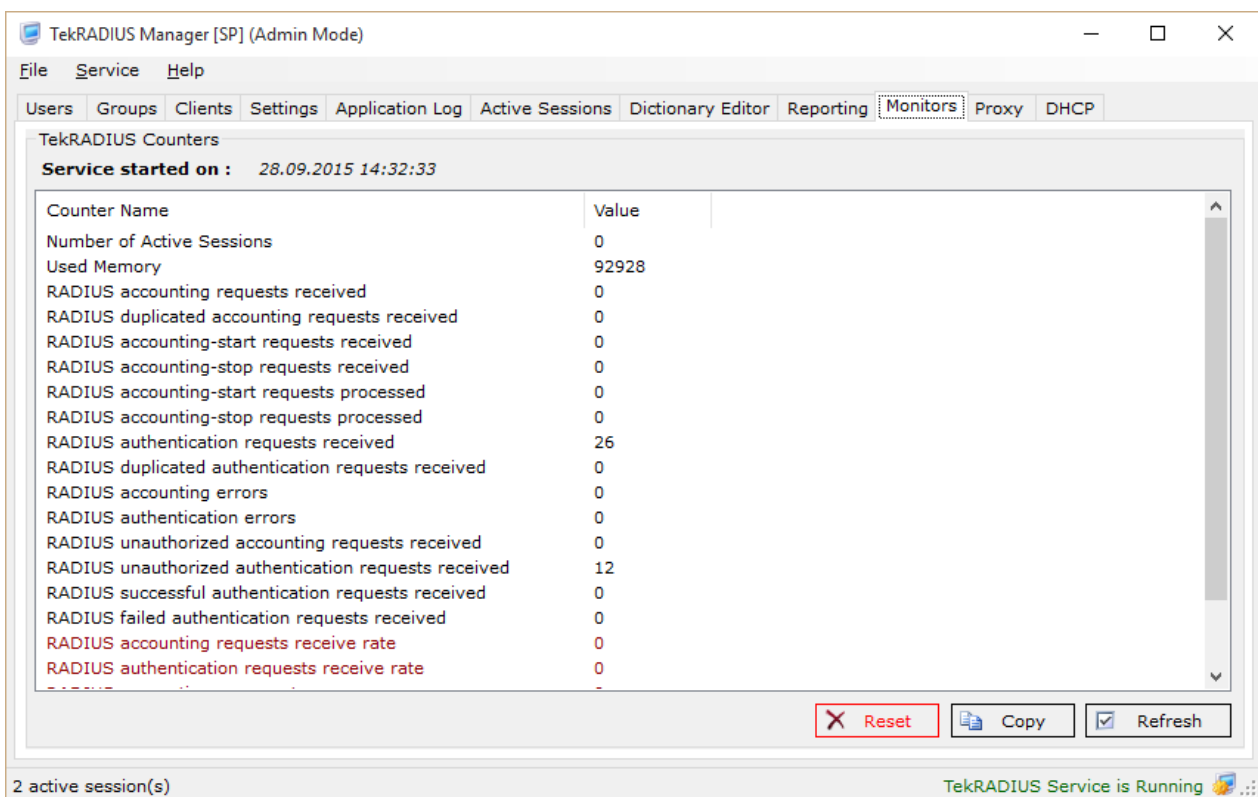 TekRADIUS Manager [SP] (Admin Mode)
File Service Help
Users Groups Clients Settings Application Log Active Sessions Dictionary Editor Reporting Monitors Proxy DHCP
TekRADIUS Counters
Service started on : 28.09.2015 14:32:33
Counter Name Value
Number of Active Sessions 0
Used Memory 92928
RADIUS accounting requests received 0
RADIUS duplicated accounting requests received 0
RADIUS accounting-start requests received 0
RADIUS accounting-stop requests received 0
RADIUS accounting-start requests processed 0
RADIUS accounting-stop requests processed 0
RADIUS authentication requests received 26
RADIUS duplicated authentication requests received 0
RADIUS accounting errors 0
RADIUS authentication errors 0
RADIUS unauthorized accounting requests received 0
RADIUS unauthorized authentication requests received 12
RADIUS successful authentication requests received 0
RADIUS failed authentication requests received 0
RADIUS accounting requests receive rate 0
RADIUS authentication requests receive rate 0
Reset Copy Refresh
2 active session(s) TekRADIUS Service is Running